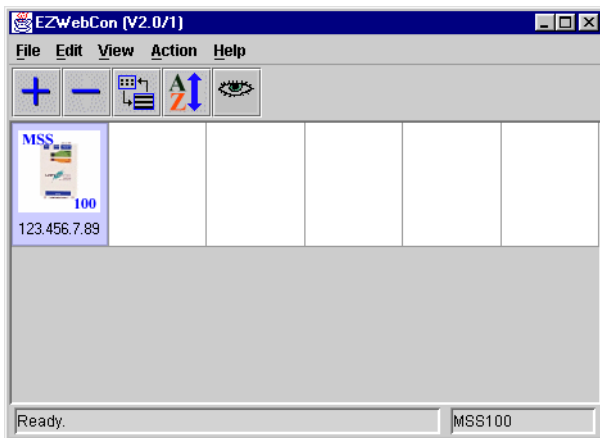 EZWebCon (V2.0/1)
File Edit View Action Help
A
Z
MSS
100
123.456.7.89
Ready. MSS100